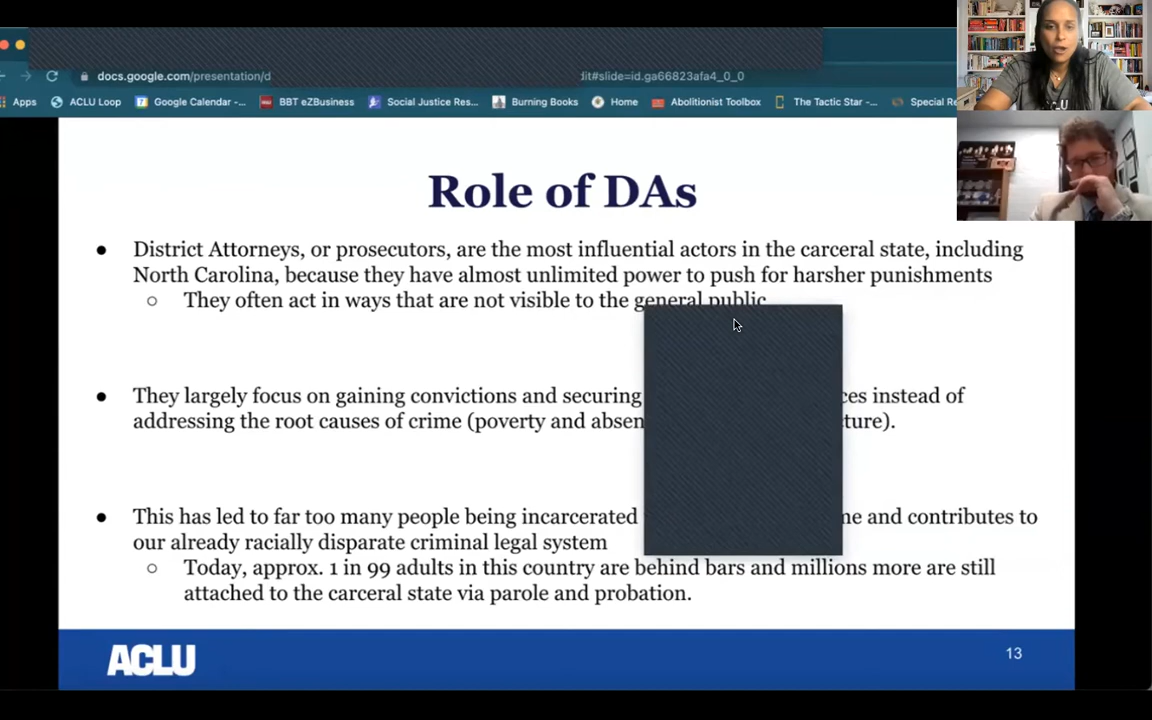 docs.google.com/presentation/d dit#slide=id.ga66823afa4_0_0
Apps ACLU Loop Google Calendar -... BBT eZBusiness Social Justice Res... Burning Books Home Abolitionist Toolbox The Tactic Star -... Special Re
ACLU
Role of DAs
● District Attorneys, or prosecutors, are the most influential actors in the carceral state, including
North Carolina, because they have almost unlimited power to push for harsher punishments
○ They often act in ways that are not visible to the general public
● They largely focus on gaining convictions and securing ces instead of
addressing the root causes of crime (poverty and absen ture).
● This has led to far too many people being incarcerated me and contributes to
our already racially disparate criminal legal system
○ Today, approx. 1 in 99 adults in this country are behind bars and millions more are still
attached to the carceral state via parole and probation.
ACLU
13